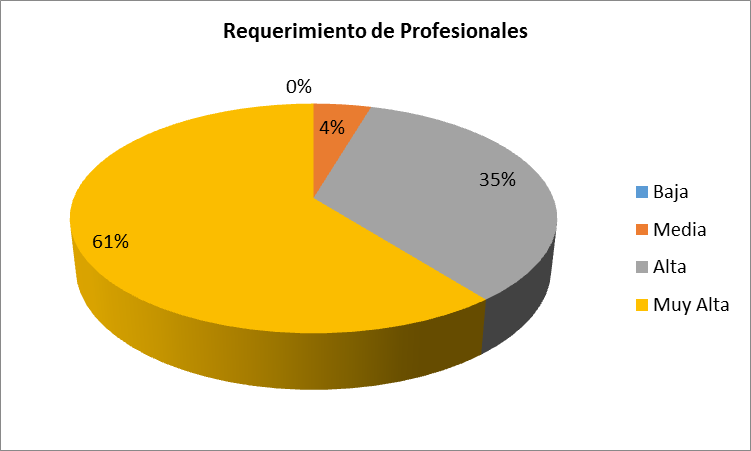 Requerimiento de Profesionales
0%
4%
35%
61%
Baja
Media
Alta
Muy Alta